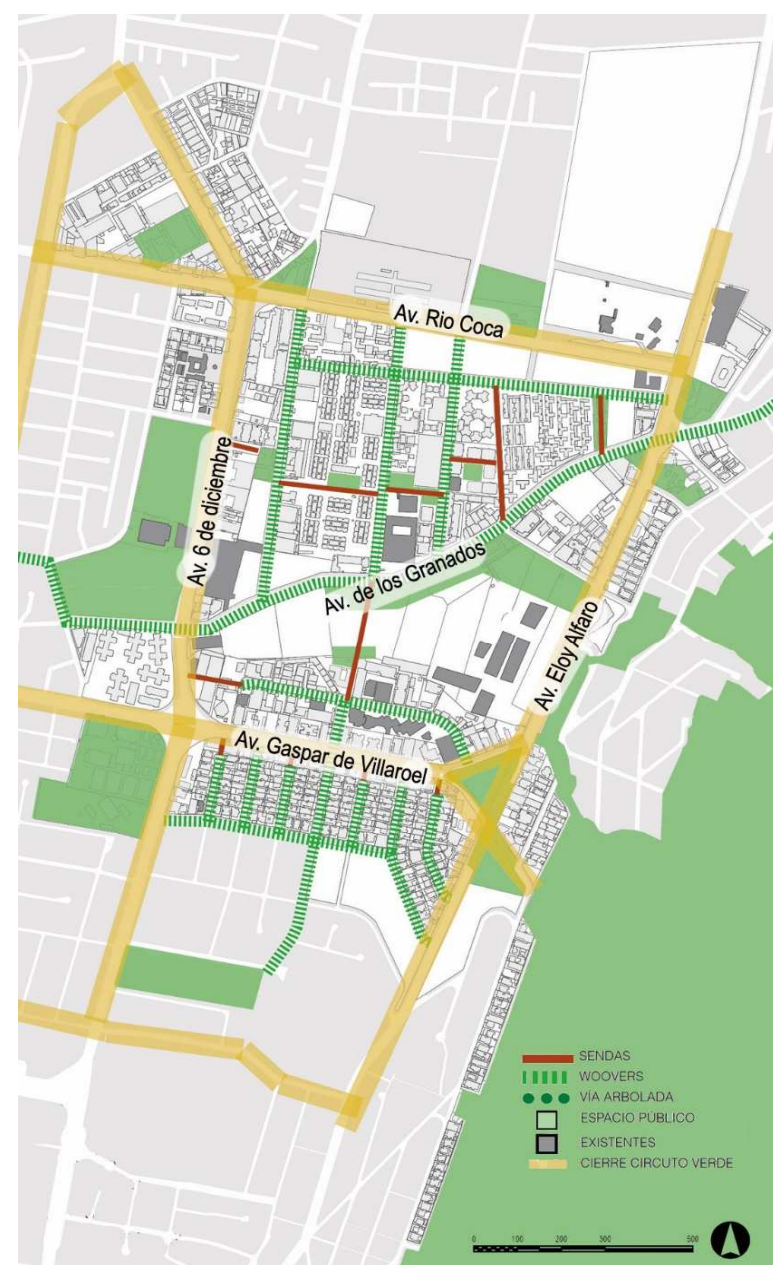 Av. Rio Coca
Av. 6 de diciembre
Av. de los Granados
Av. Eloy Alfaro
Av. Gaspar de Villaroel
SENDAS
WOOVERS
VÍA ARBOLADA
ESPACIO PÚBLICO
EXISTENTES
CIERRE CIRCUTO VERDE
0 100 200 300 500